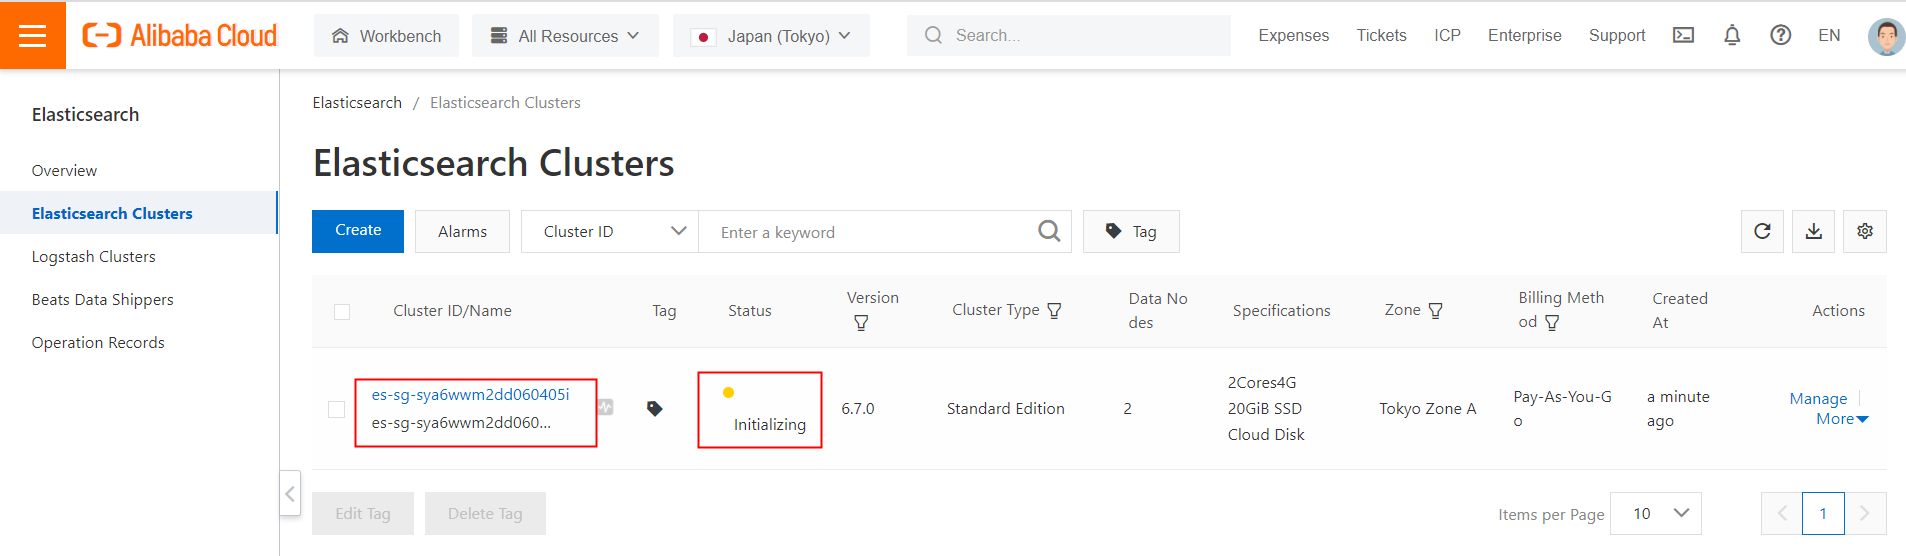 Alibaba Cloud
Workbench
All Resources
Japan (Tokyo)
Search...
Expenses
Tickets
ICP
Enterprise
Support
EN
Elasticsearch
Overview
Elasticsearch Clusters
Logstash Clusters
Beats Data Shippers
Operation Records
Elasticsearch / Elasticsearch Clusters
Elasticsearch Clusters
Create
Alarms
Cluster ID
Enter a keyword
Tag
Cluster ID/Name
Tag
Status
Version
Cluster Type
Data No
des
Specifications
Zone
Billing Meth
od
Created
At
Actions
es-sg-sya6wwm2dd060405i
es-sg-sya6wwm2dd060...
Initializing
6.7.0
Standard Edition
2
2Cores4G
20GiB SSD
Cloud Disk
Tokyo Zone A
Pay-As-You-G
o
a minute
ago
Manage
More
Edit Tag
Delete Tag
Items per Page
10
1